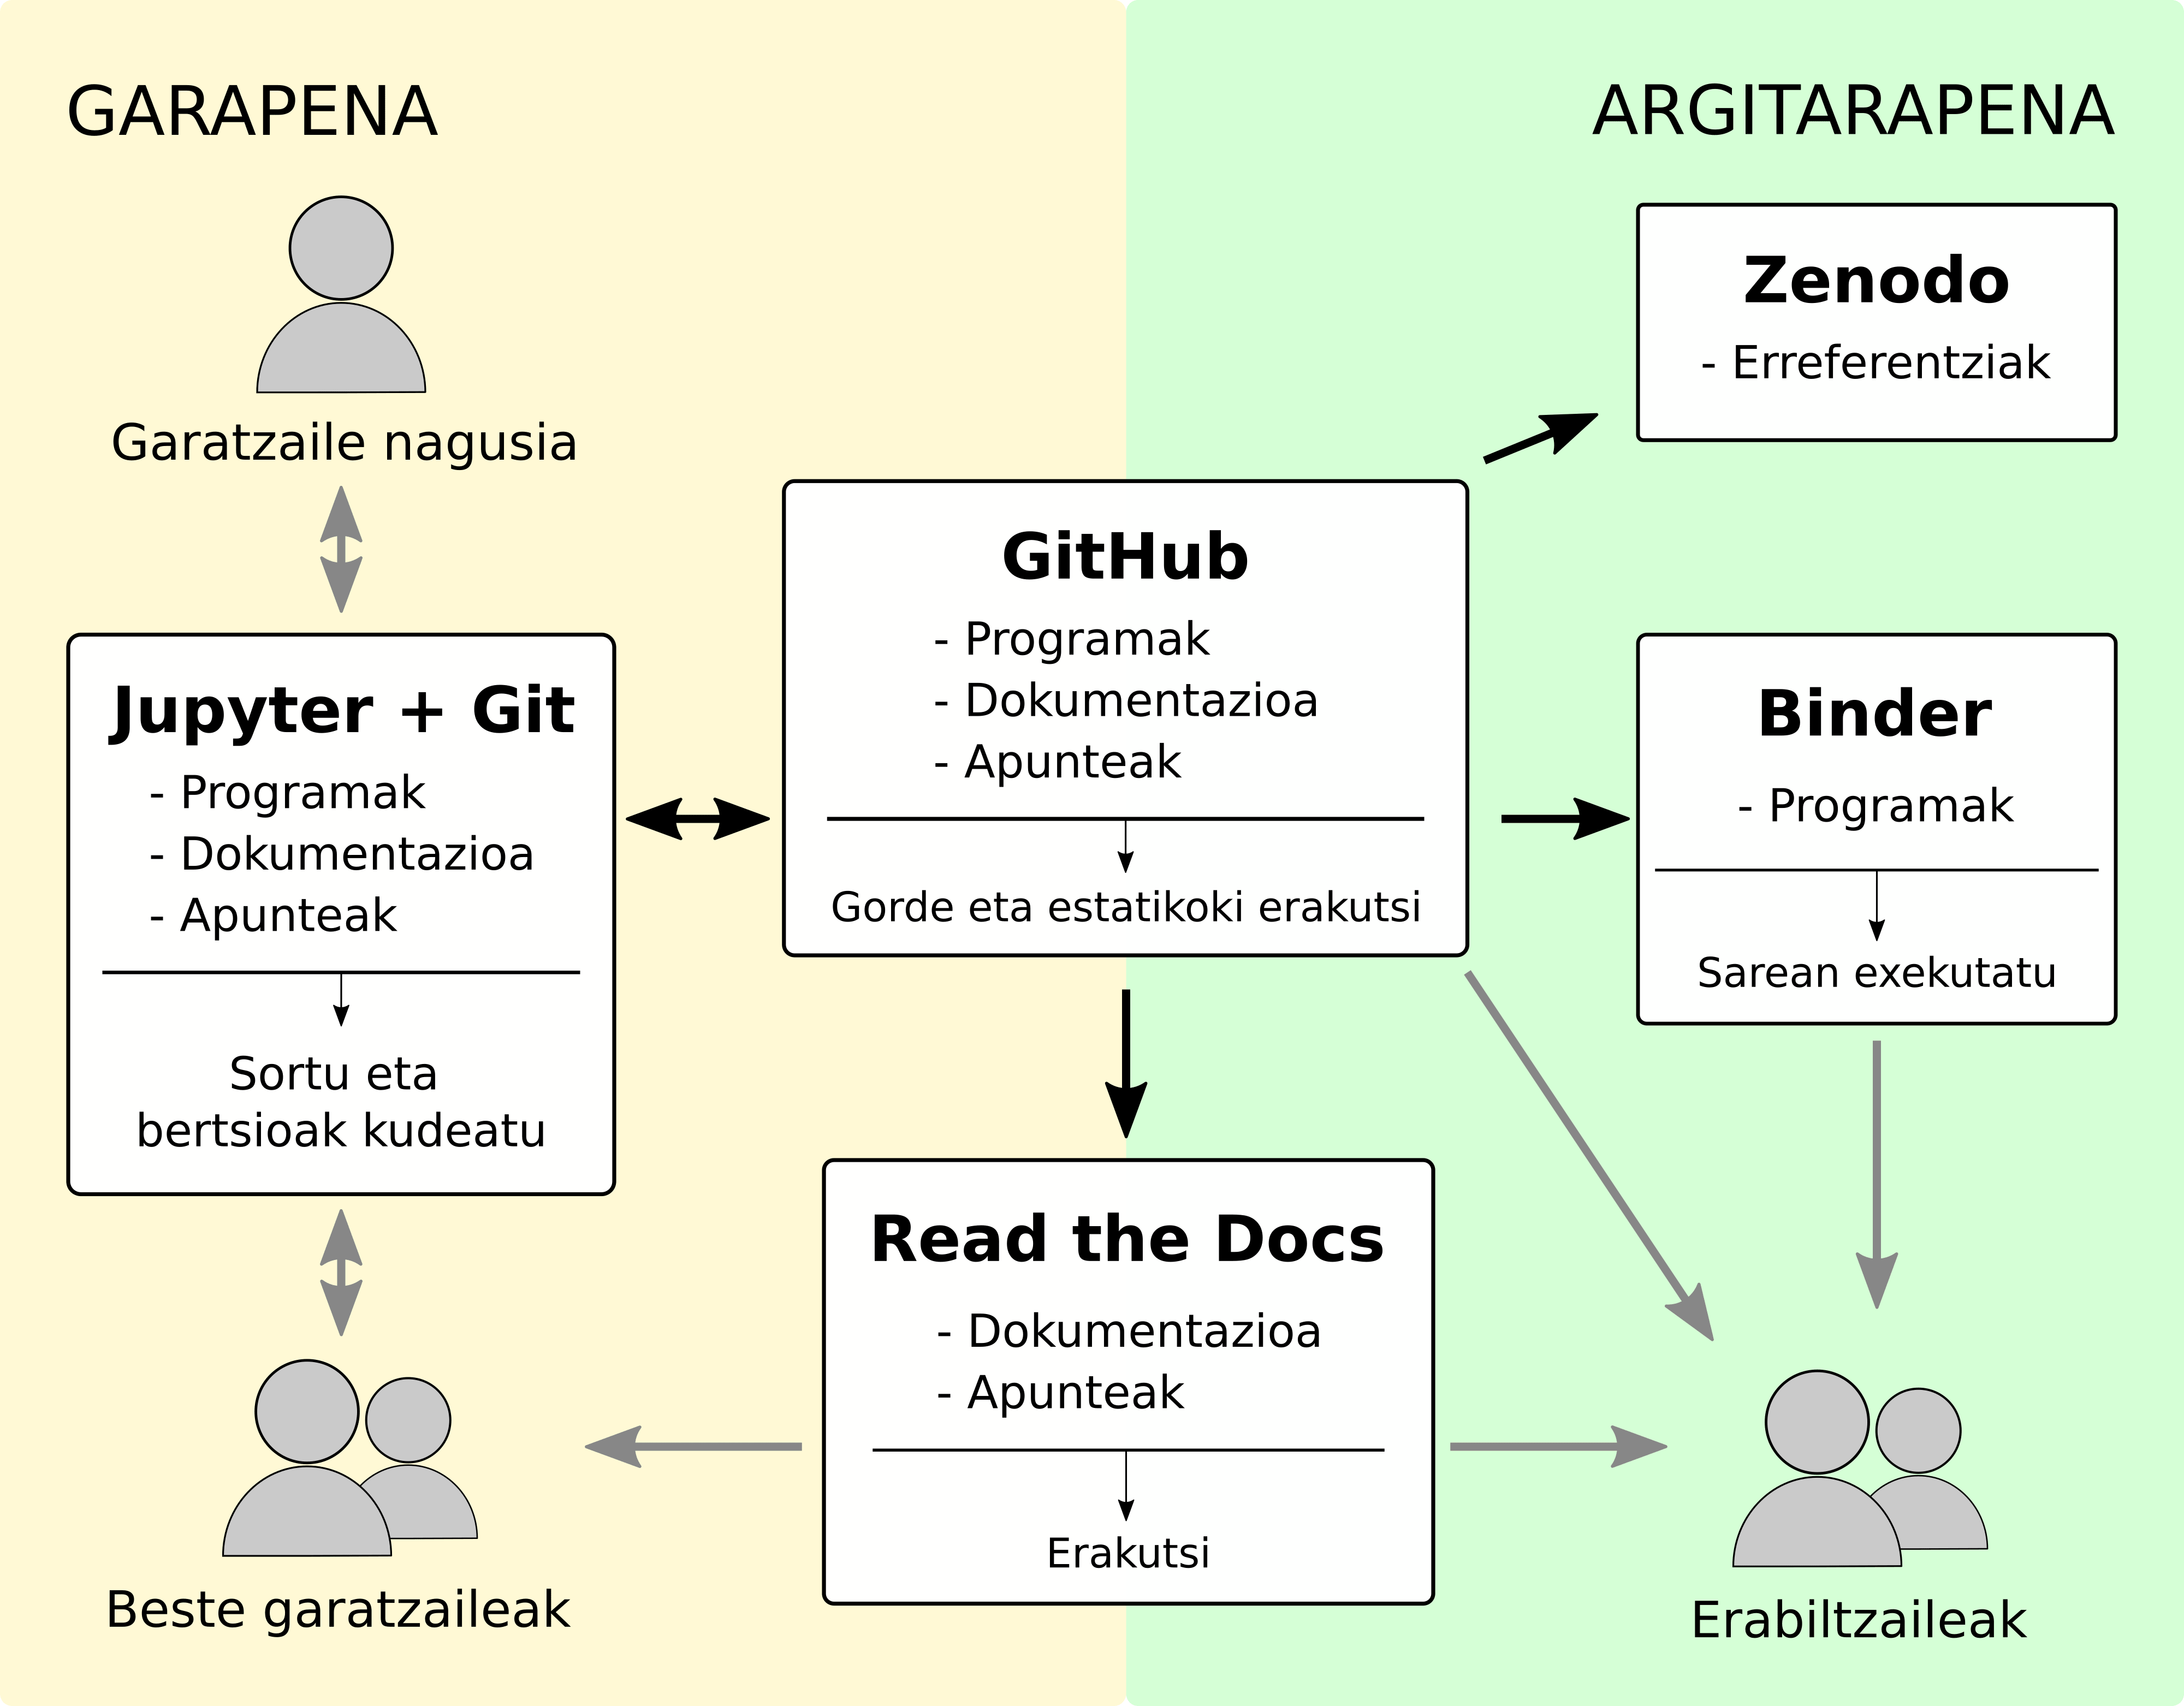 GARAPENA
ARGITARAPENA
Garatzaile nagusia
Jupyter + Git
- Programak
- Dokumentazioa
- Apunteak
Sortu eta
bertsioak kudeatu
Beste garatzaileak
GitHub
- Programak
- Dokumentazioa
- Apunteak
Gorde eta estatikoki erakutsi
Read the Docs
- Dokumentazioa
- Apunteak
Erakutsi
Zenodo
- Erreferentziak
Binder
- Programak
Sarean exekutatu
Erabiltzaileak